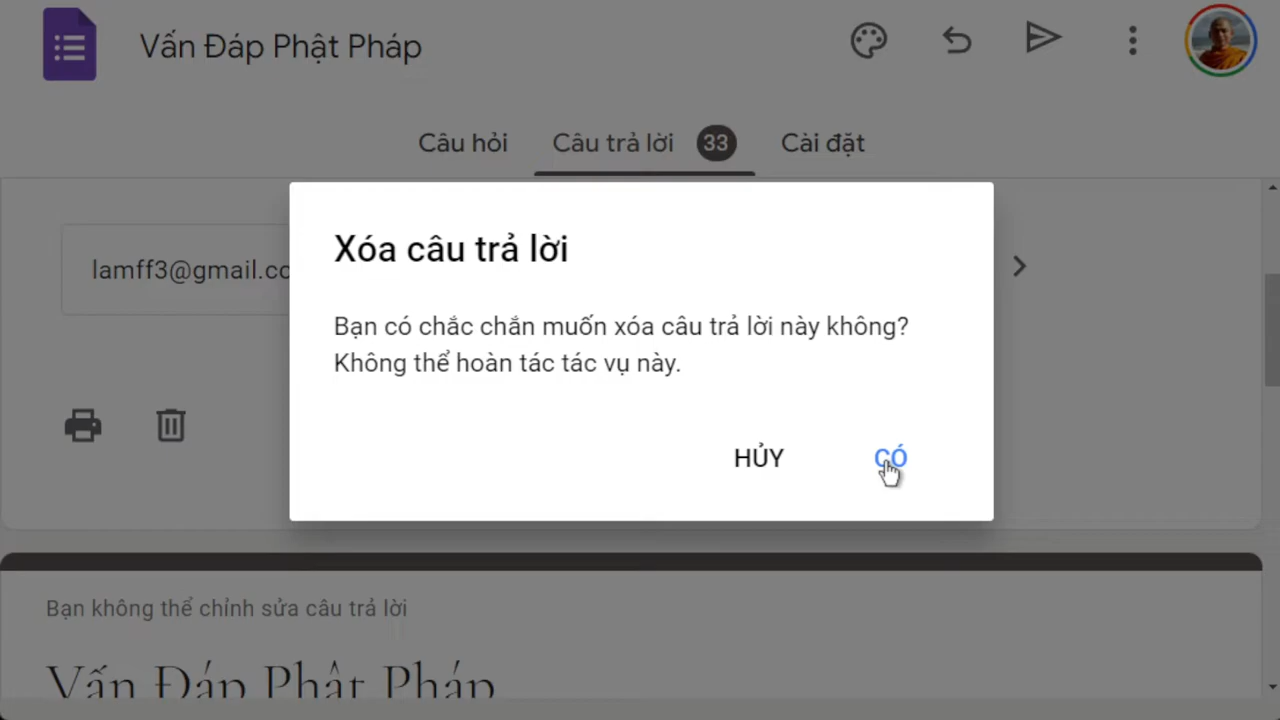 Vấn Đáp Phật Pháp
Câu hỏi
Câu trả lời
33
Cài đặt
lamff3@gmail.co
Xóa câu trả lời
Bạn có chắc chắn muốn xóa câu trả lời này không?
Không thể hoàn tác tác vụ này.
HỦY
CÓ
Bạn không thể chỉnh sửa câu trả lời
Vấn Đáp Phật Pháp